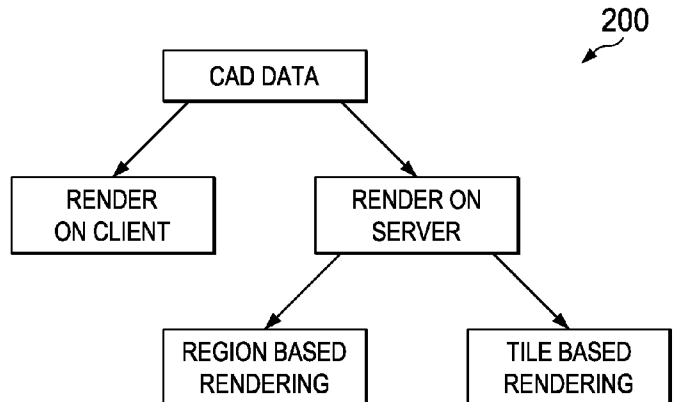 200
CAD DATA
RENDER
ON CLIENT
RENDER ON
SERVER
REGION BASED
RENDERING
TILE BASED
RENDERING